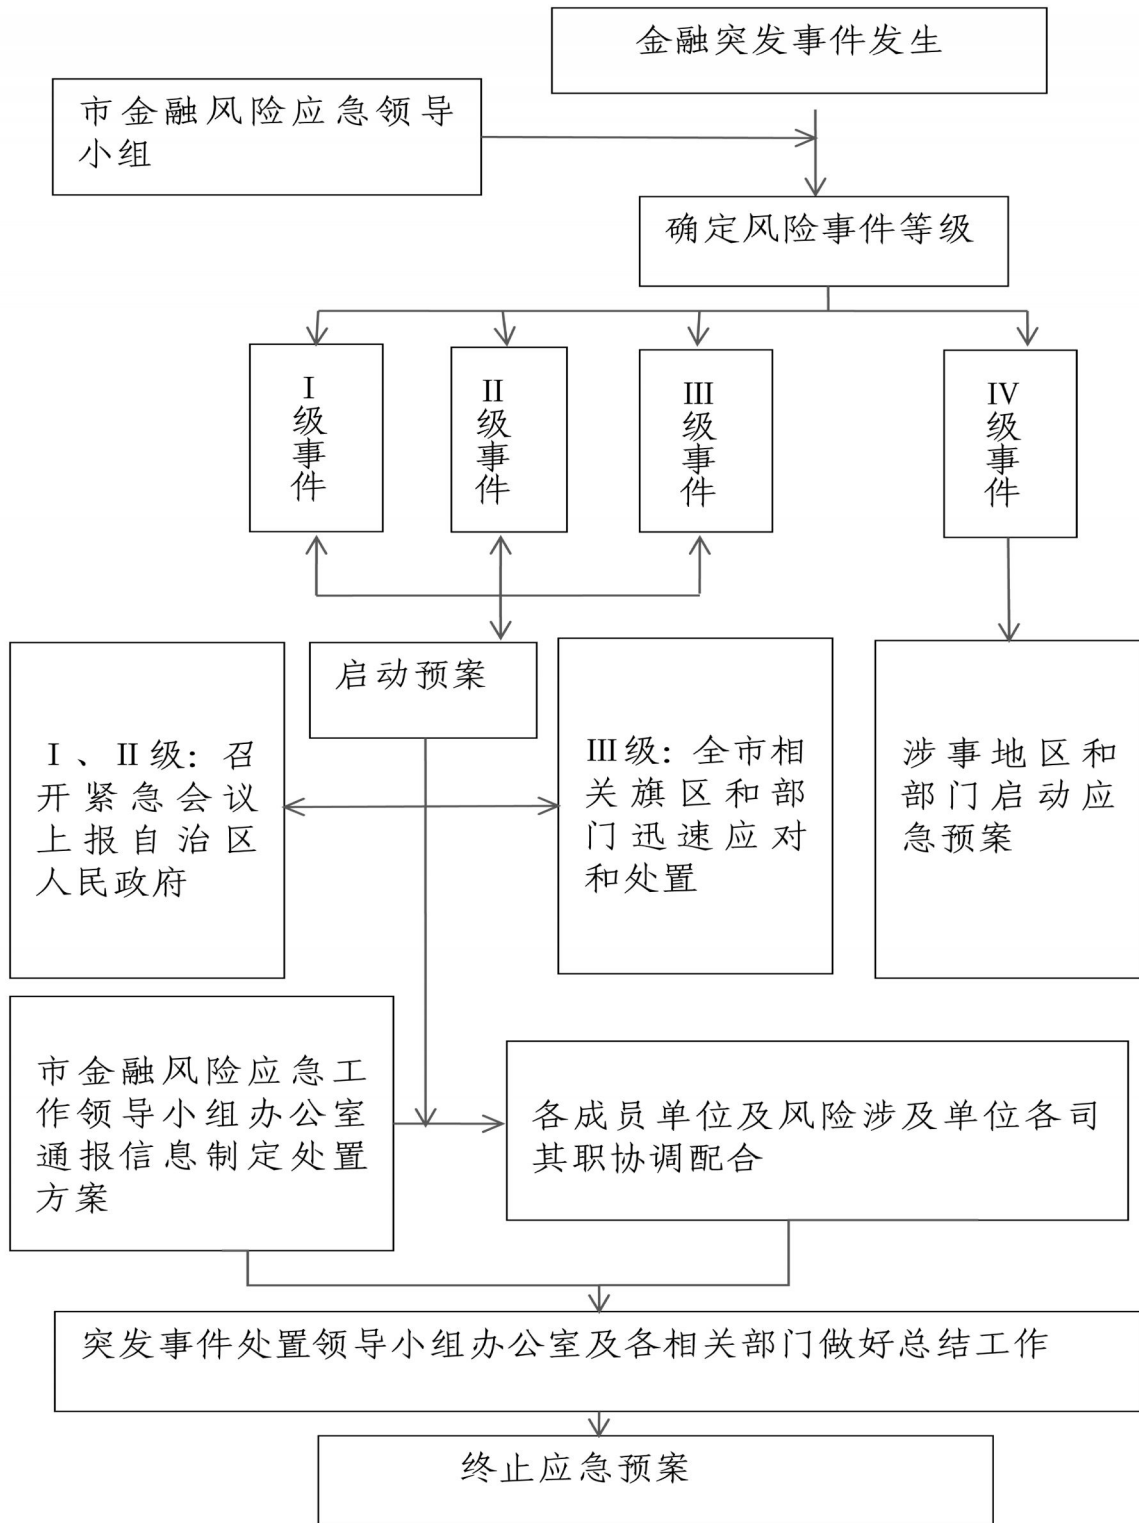 金融突发事件发生
市金融风险应急领导
小组
确定风险事件等级
I
级
事
件
II
级
事
件
III
级
事
件
IV
级
事
件
启动预案
I、II级：召
开紧急会议
上报自治区
人民政府
III级：全市相
关旗区和部
门迅速应对
和处置
涉事地区和
部门启动应
急预案
市金融风险应急工
作领导小组办公室
通报信息制定处置
方案
各成员单位及风险涉及单位各司
其职协调配合
突发事件处置领导小组办公室及各相关部门做好总结工作
终止应急预案